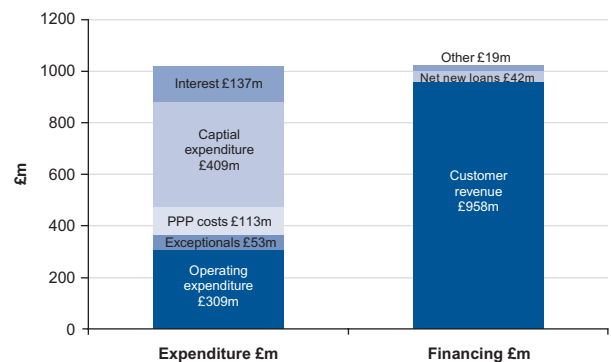 1200
1000
800
600
400
200
0
£m
Interest £137m
Captial
expenditure
£409m
PPP costs £113m
Exceptionals £53m
Operating
expenditure
£309m
Other £19m
Net new loans £42m
Customer
revenue
£958m
Expenditure £m
Financing £m